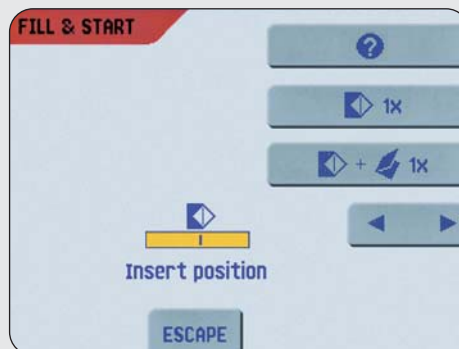 FILL & START
?
1x
+ 1x
Insert position
ESCAPE